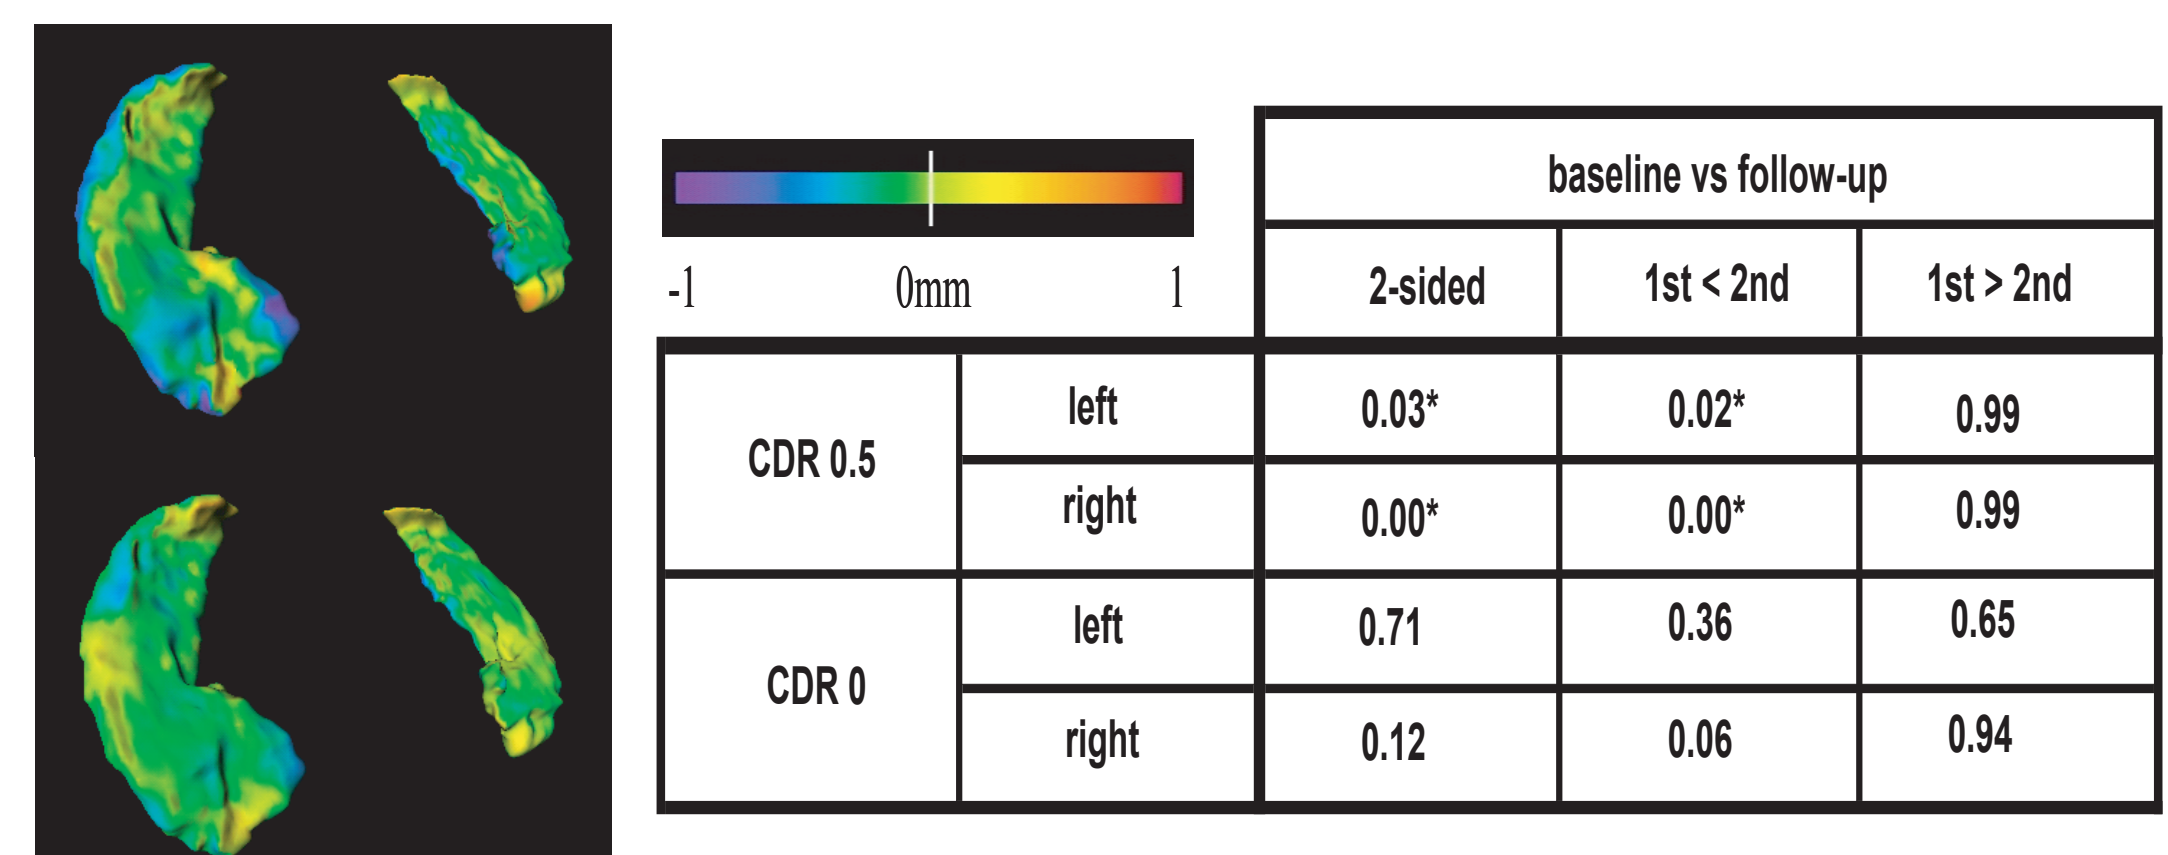 baseline vs follow-up
-1 0mm 1
2-sided 1st < 2nd 1st > 2nd
CDR 0.5
left 0.03* 0.02* 0.99
right 0.00* 0.00* 0.99
CDR 0
left 0.71 0.36 0.65
right 0.12 0.06 0.94